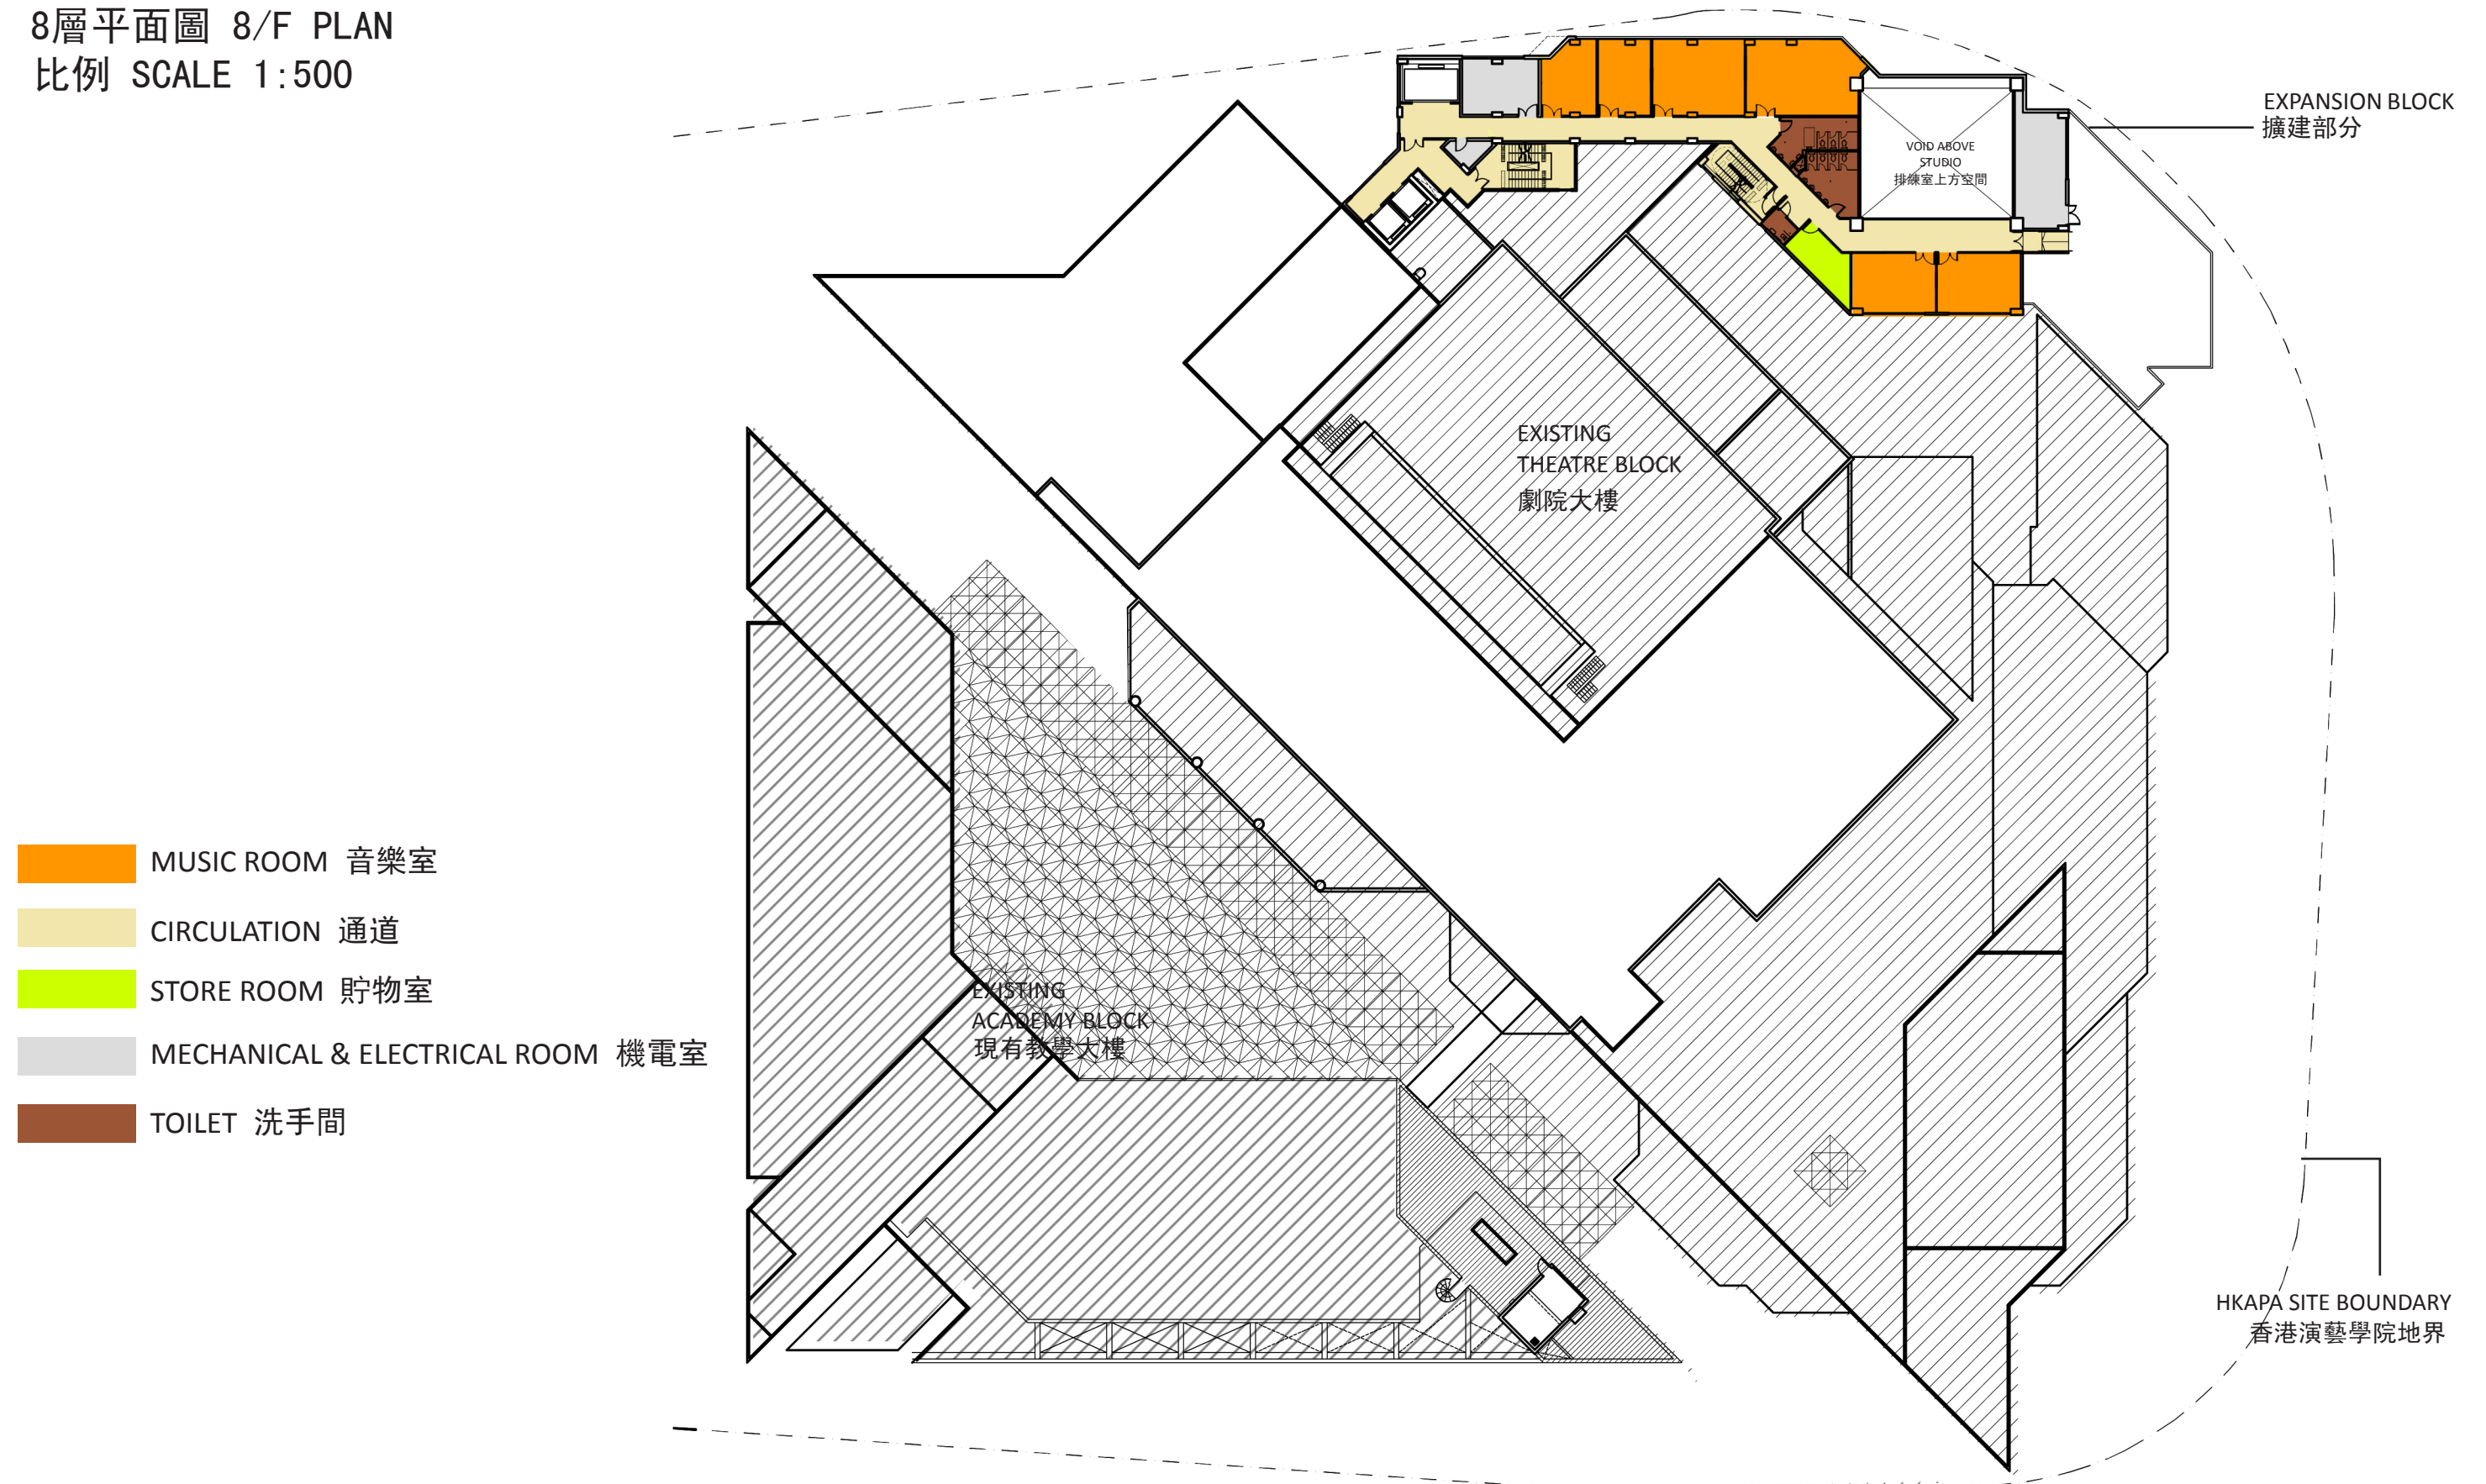 8層平面圖 8/F PLAN
比例 SCALE 1:500
EXPANSION BLOCK
擴建部分
VOID ABOVE
STUDIO
排練室上方空間
EXISTING
THEATRE BLOCK
劇院大樓
MUSIC ROOM 音樂室
CIRCULATION 通道
STORE ROOM 貯物室
MECHANICAL & ELECTRICAL ROOM 機電室
TOILET 洗手間
EXISTING
ACADEMY BLOCK
現有教學大樓
HKAPA SITE BOUNDARY
香港演藝學院地界